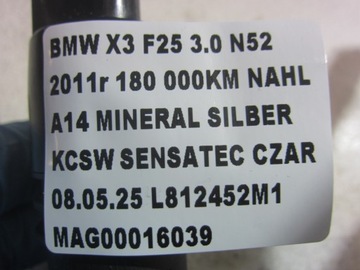 BMW X3 F25 3.0 N52
2011r 180 000KM NAHL
A14 MINERAL SILBER
KCSW SENSATEC CZAR
08.05.25 L812452M1
MAG00016039